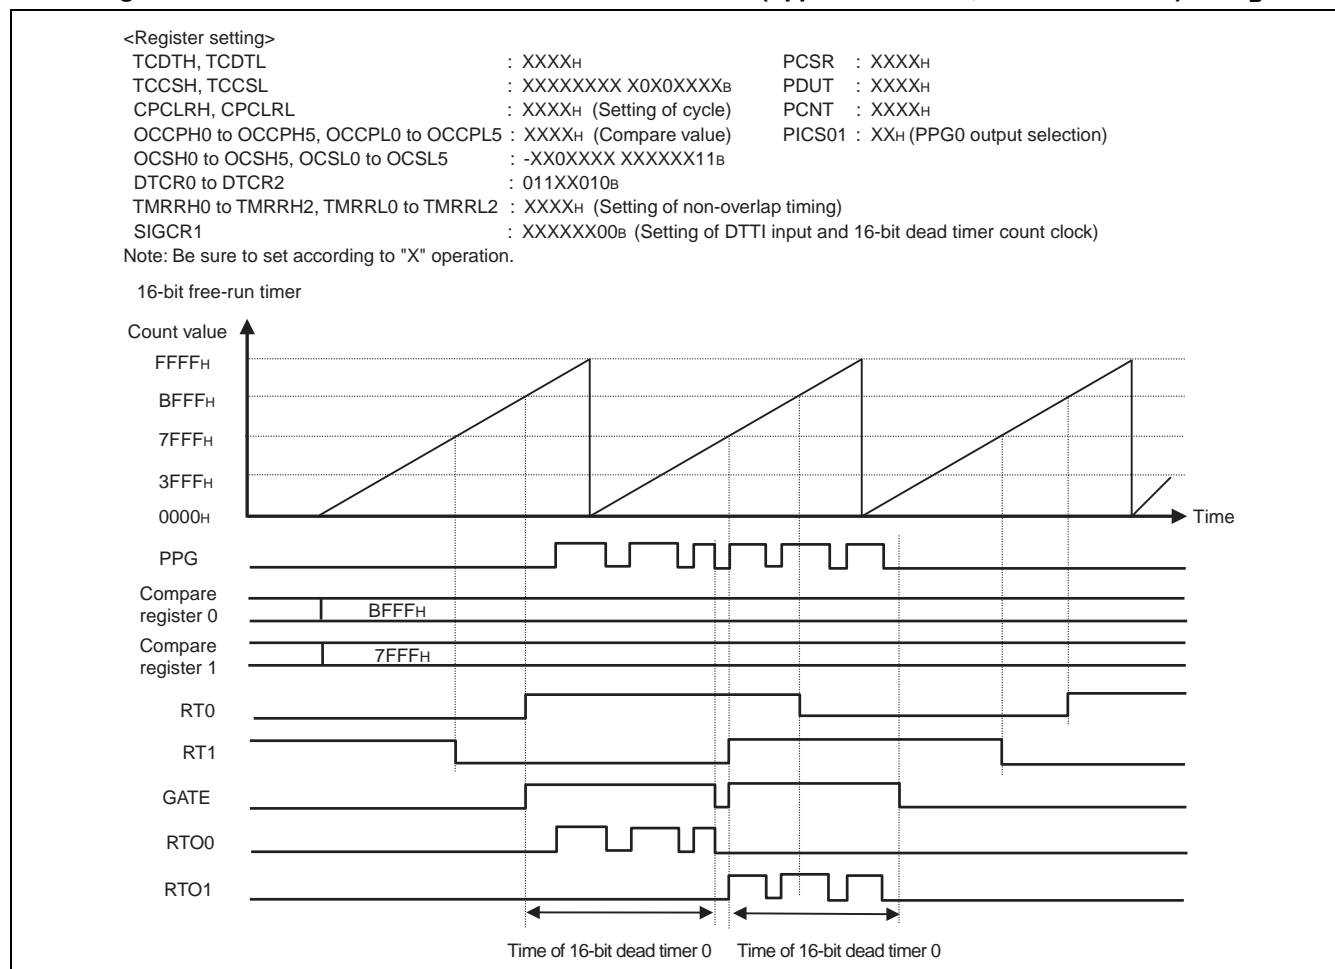 <Register setting>
TCDTH, TCDTL : XXXXH PCSR : XXXXH
TCCSH, TCCSL : XXXXXXXX X0X0XXXXB PDUT : XXXXH
CPCLRH, CPCLRL : XXXXH (Setting of cycle) PCNT : XXXXH
OCCPH0 to OCCPH5, OCCPL0 to OCCPL5 : XXXXH (Compare value) PICS01 : XXH (PPG0 output selection)
OCSH0 to OCSH5, OCSL0 to OCSL5 : -XX0XXXX XXXXXX11B
DTCR0 to DTCR2 : 011XX010B
TMRRH0 to TMRRH2, TMRRL0 to TMRRL2 : XXXXH (Setting of non-overlap timing)
SIGCR1 : XXXXXX00B (Setting of DTTI input and 16-bit dead timer count clock)
Note: Be sure to set according to "X" operation.
16-bit free-run timer
Count value
FFFFH
BFFFH
7FFFH
3FFFH
0000H
Time
PPG
Compare
register 0
BFFFH
Compare
register 1
7FFFH
RT0
RT1
GATE
RTO0
RTO1
Time of 16-bit dead timer 0 Time of 16-bit dead timer 0